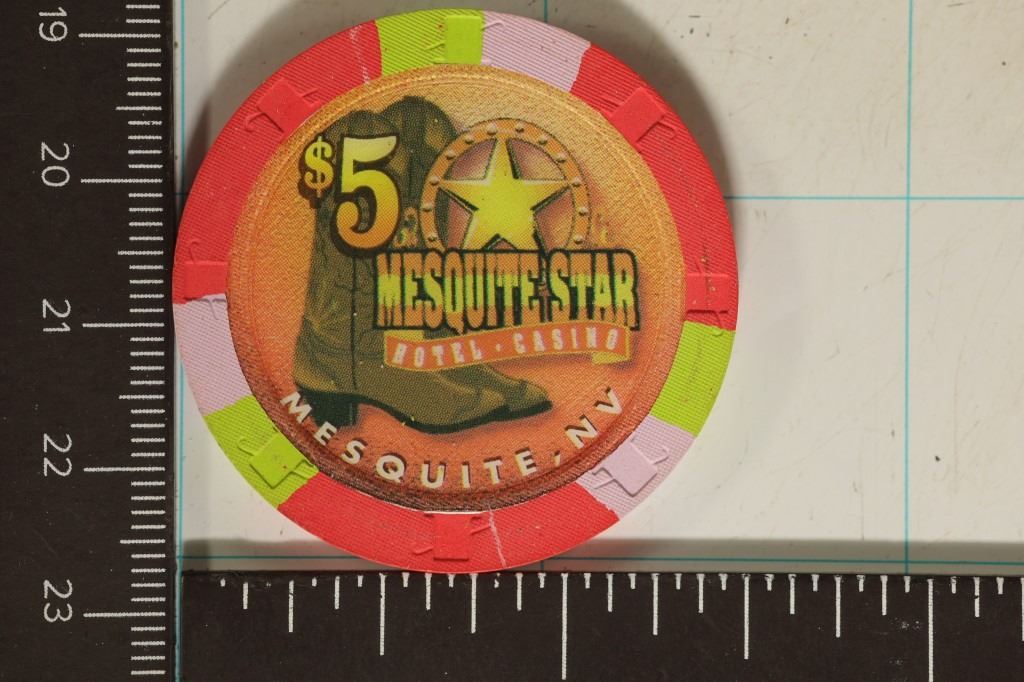 19
20
21
22
23
$5
MESQUITE STAR
HOTEL · CASINO
MESQUITE, NV